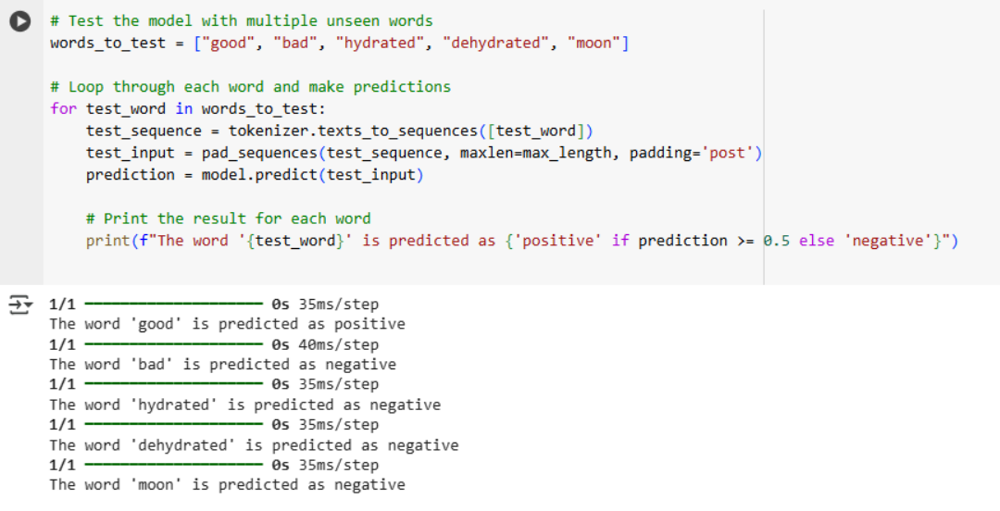 # Test the model with multiple unseen words
words_to_test = ["good", "bad", "hydrated", "dehydrated", "moon"]

# Loop through each word and make predictions
for test_word in words_to_test:
    test_sequence = tokenizer.texts_to_sequences([test_word])
    test_input = pad_sequences(test_sequence, maxlen=max_length, padding='post')
    prediction = model.predict(test_input)

    # Print the result for each word
    print(f"The word '{test_word}' is predicted as {'positive' if prediction >= 0.5 else 'negative'}")

1/1 ━━━━━━━━━━━━━━━━━━━━ 0s 35ms/step
The word 'good' is predicted as positive
1/1 ━━━━━━━━━━━━━━━━━━━━ 0s 40ms/step
The word 'bad' is predicted as negative
1/1 ━━━━━━━━━━━━━━━━━━━━ 0s 35ms/step
The word 'hydrated' is predicted as negative
1/1 ━━━━━━━━━━━━━━━━━━━━ 0s 35ms/step
The word 'dehydrated' is predicted as negative
1/1 ━━━━━━━━━━━━━━━━━━━━ 0s 35ms/step
The word 'moon' is predicted as negative